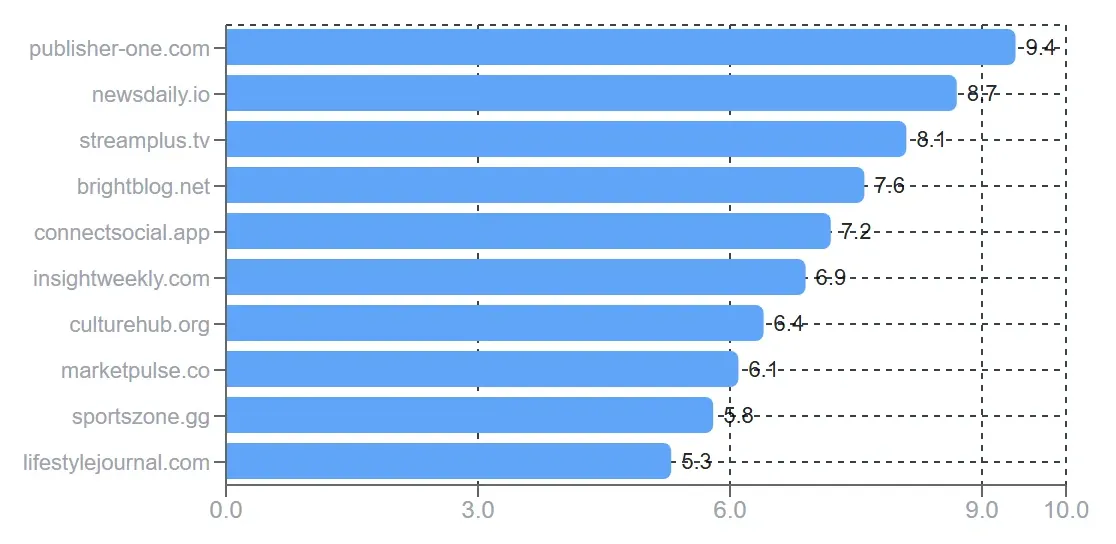 publisher-one.com 9.4
newsdaily.io 8.7
streamplus.tv 8.1
brightblog.net 7.6
connectsocial.app 7.2
insightweekly.com 6.9
culturehub.org 6.4
marketpulse.co 6.1
sportszone.gg 5.8
lifestylejournal.com 5.3
0.0 3.0 6.0 9.0 10.0